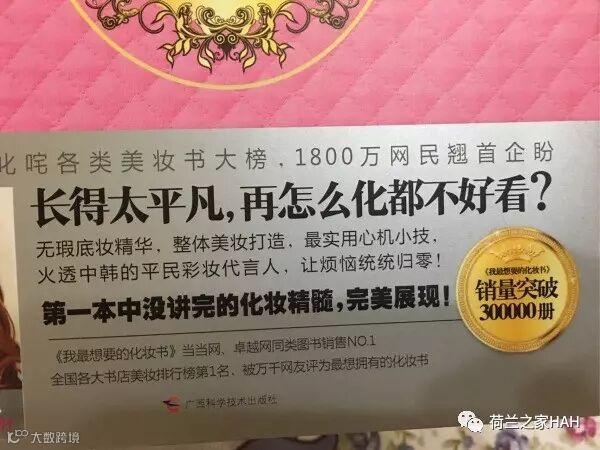 叱咤各类美妆书大榜，1800万网民翘首企盼
长得太平凡，再怎么化都不好看？
无瑕底妆精华，整体美妆打造，最实用心机小技，
火透中韩的平民彩妆代言人，让烦恼统统归零！
第一本中没讲完的化妆精髓，完美展现！
《我最想要的化妆书》
销量突破
300000册
《我最想要的化妆书》当当网、卓越网同类图书销售NO.1
全国各大书店美妆排行榜第1名、被万千网友评为最想拥有的化妆书
广西科学技术出版社
荷兰之家HAH
大数跨境